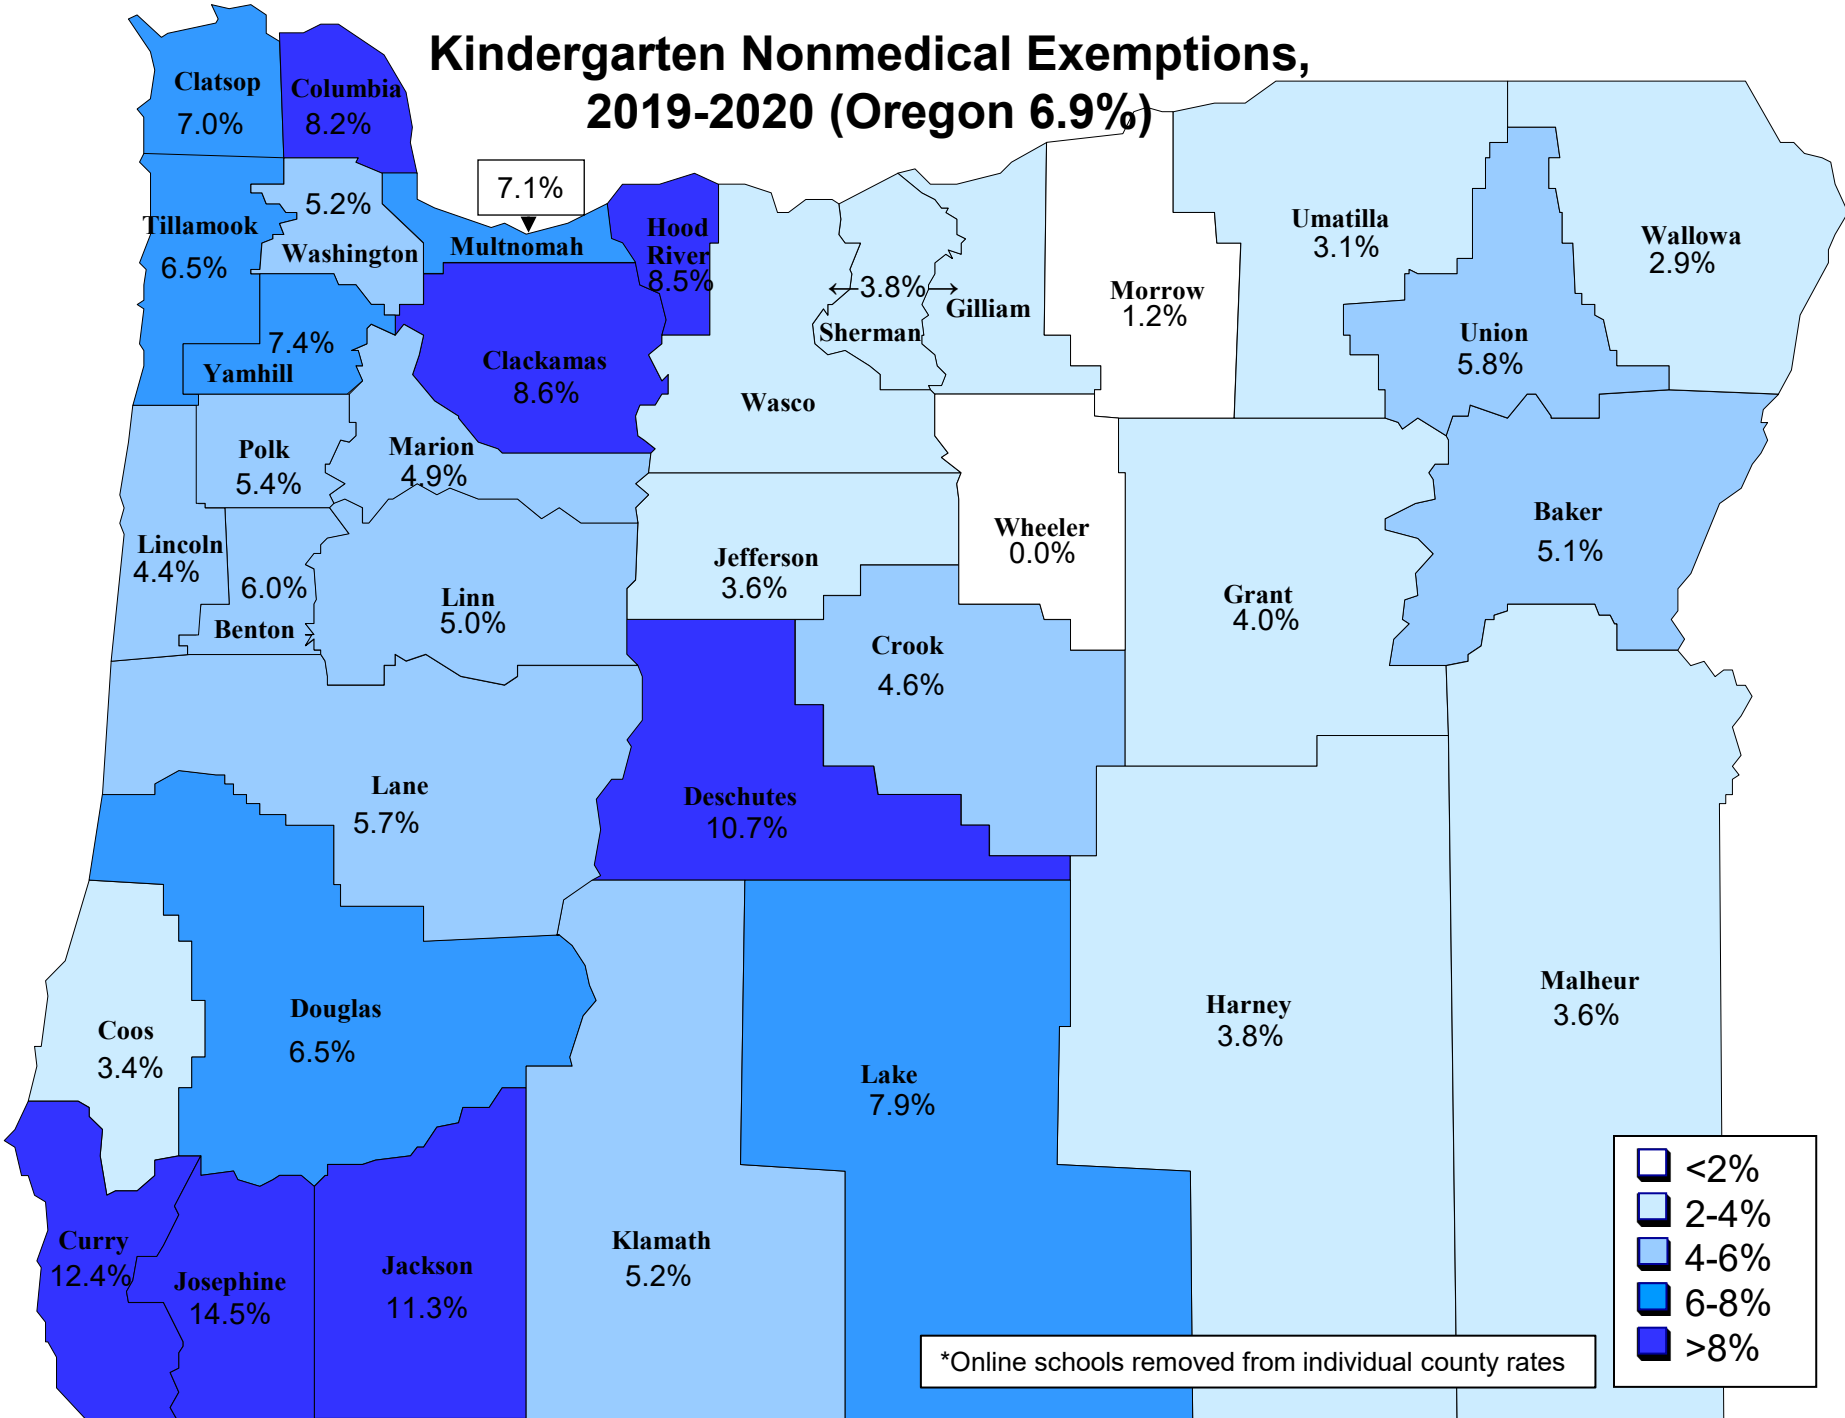 Kindergarten Nonmedical Exemptions,
2019-2020 (Oregon 6.9%)
Clatsop
7.0%
Columbia
8.2%
Tillamook
6.5%
5.2%
Washington
7.1%
Multnomah
Hood
River
8.5%
7.4%
Yamhill
Clackamas
8.6%
Wasco
3.8%
Sherman
Gilliam
Morrow
1.2%
Umatilla
3.1%
Union
5.8%
Wallowa
2.9%
Polk
5.4%
Marion
4.9%
Lincoln
4.4%
6.0%
Benton
Linn
5.0%
Jefferson
3.6%
Wheeler
0.0%
Grant
4.0%
Baker
5.1%
Crook
4.6%
Lane
5.7%
Deschutes
10.7%
Coos
3.4%
Douglas
6.5%
Lake
7.9%
Harney
3.8%
Malheur
3.6%
Curry
12.4%
Josephine
14.5%
Jackson
11.3%
Klamath
5.2%
<2%
2-4%
4-6%
6-8%
>8%
*Online schools removed from individual county rates